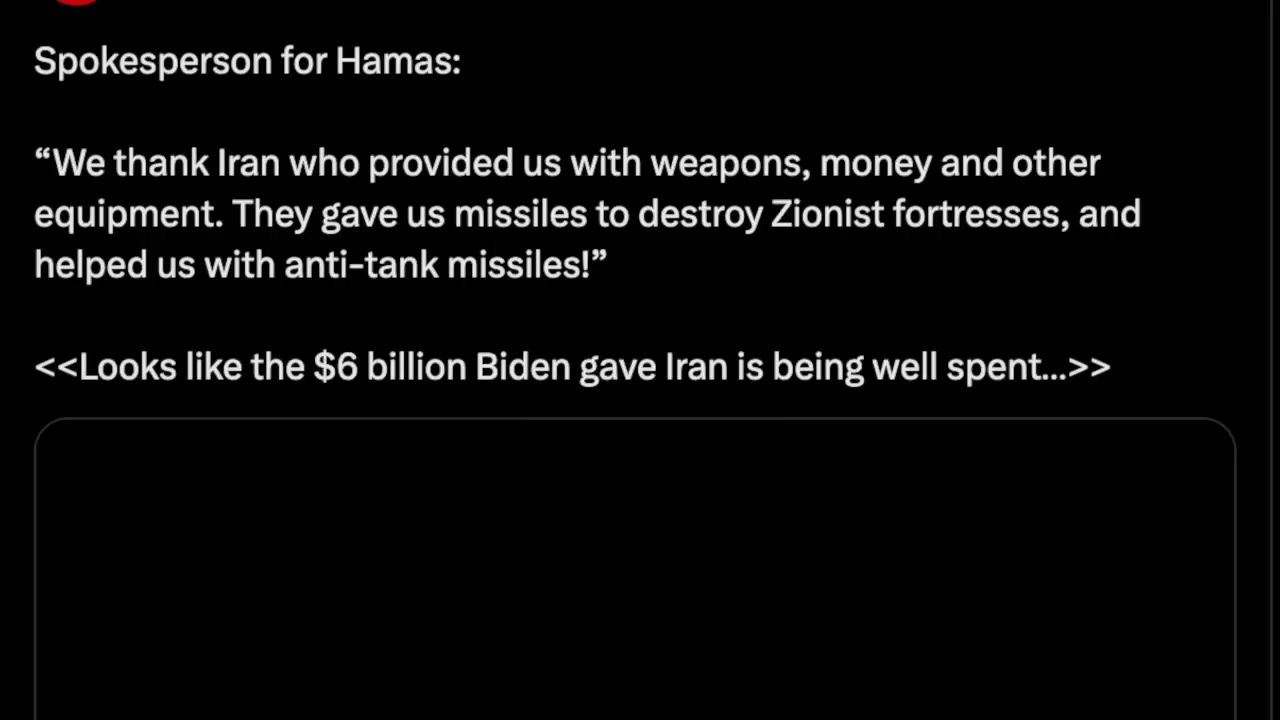 Spokesperson for Hamas:
“We thank Iran who provided us with weapons, money and other
equipment. They gave us missiles to destroy Zionist fortresses, and
helped us with anti-tank missiles!”
<<Looks like the $6 billion Biden gave Iran is being well spent...>>